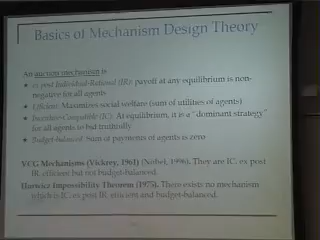 Basics of Mechanism Design Theory
An auction mechanism is
ex post Individual-Rational (IR): payoff at any equilibrium is non-
negative for all agents
Efficient: Maximizes social welfare (sum of utilities of agents)
Incentive-Compatible (IC): At equilibrium, it is a "dominant strategy"
for all agents to bid truthfully
Budget-balanced: Sum of payments of agents is zero
VCG Mechanisms (Vickrey, 1961) 1996). They are IC, ex post
IR, efficient but not budget-balanced.
Hurwicz Impossibility Theorem (1975). There exists no mechanism
which is IC, ex post IR, efficient and budget-balanced.